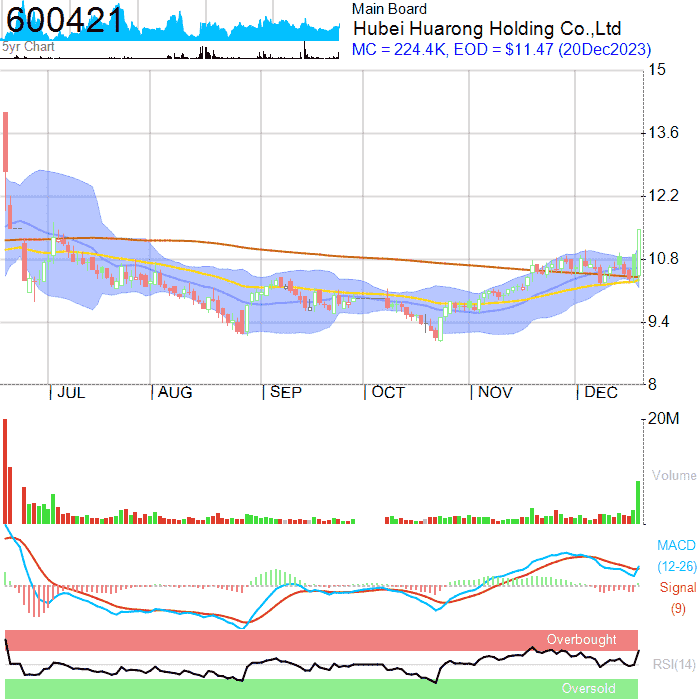 600421
5yr Chart
Main Board
Hubei Huarong Holding Co.,Ltd
MC = 224.4K, EOD = $11.47 (20Dec2023)
15
13.6
12.2
10.8
9.4
8
JUL
AUG
SEP
OCT
NOV
DEC
20M
Volume
MACD
(12-26)
Signal
(9)
Overbought
RSI(14)
Oversold